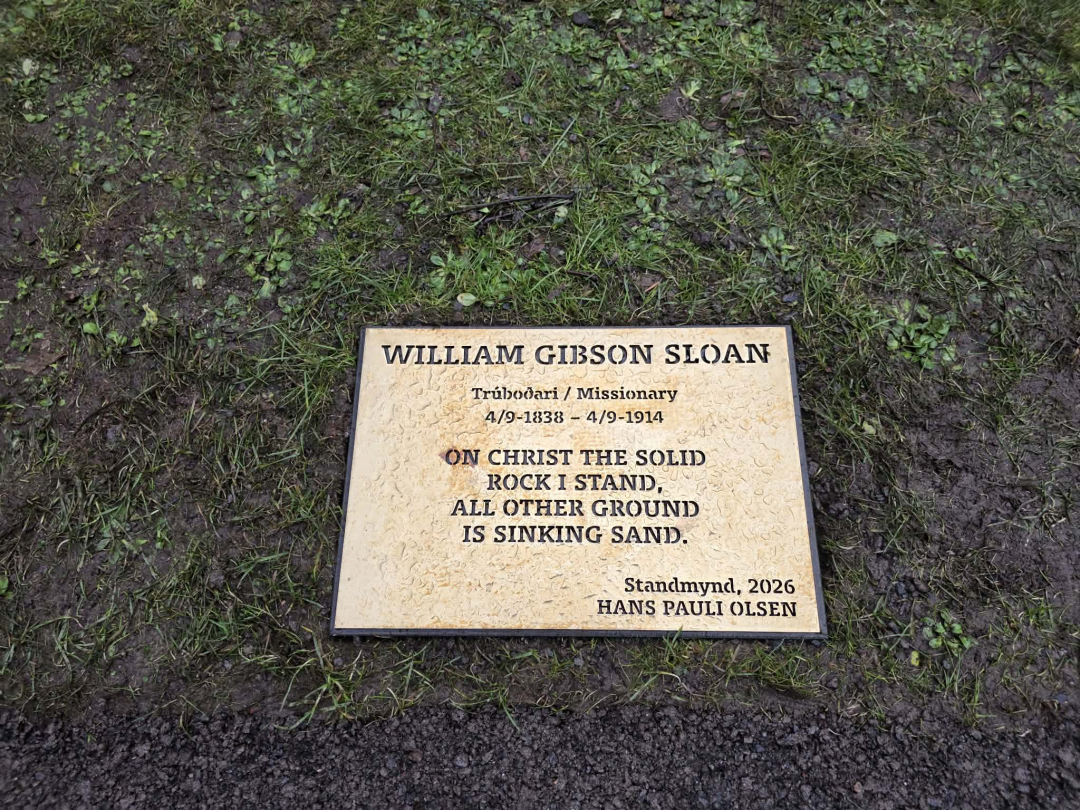 WILLIAM GIBSON SLOAN
Trúboðari / Missionary
4/9-1838 – 4/9-1914
ON CHRIST THE SOLID
ROCK I STAND,
ALL OTHER GROUND
IS SINKING SAND.
Standmynd, 2026
HANS PAULI OLSEN